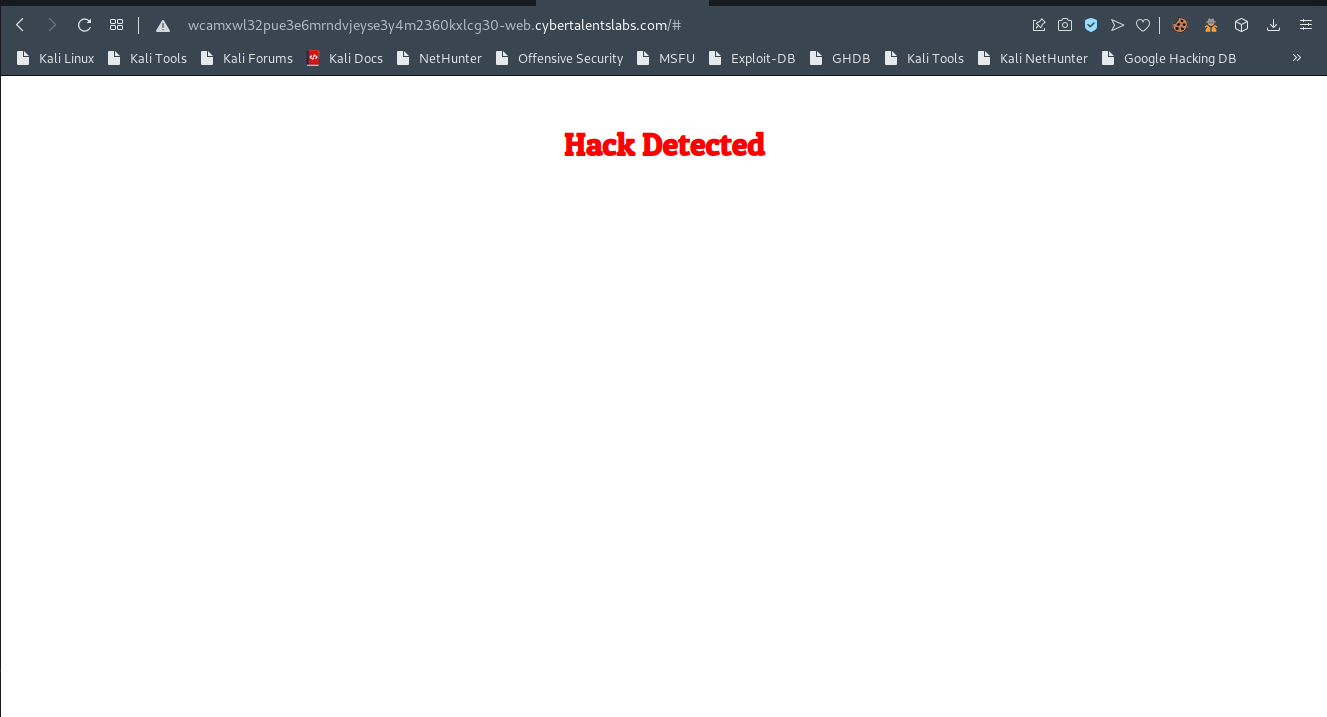 wcamxwl32pue3e6mrndvjeyse3y4m2360kxlcg30-web.cybertalentslabs.com/#
Kali Linux Kali Tools Kali Forums Kali Docs NetHunter Offensive Security MSFU Exploit-DB GHDB Kali Tools Kali NetHunter Google Hacking DB »
Hack Detected